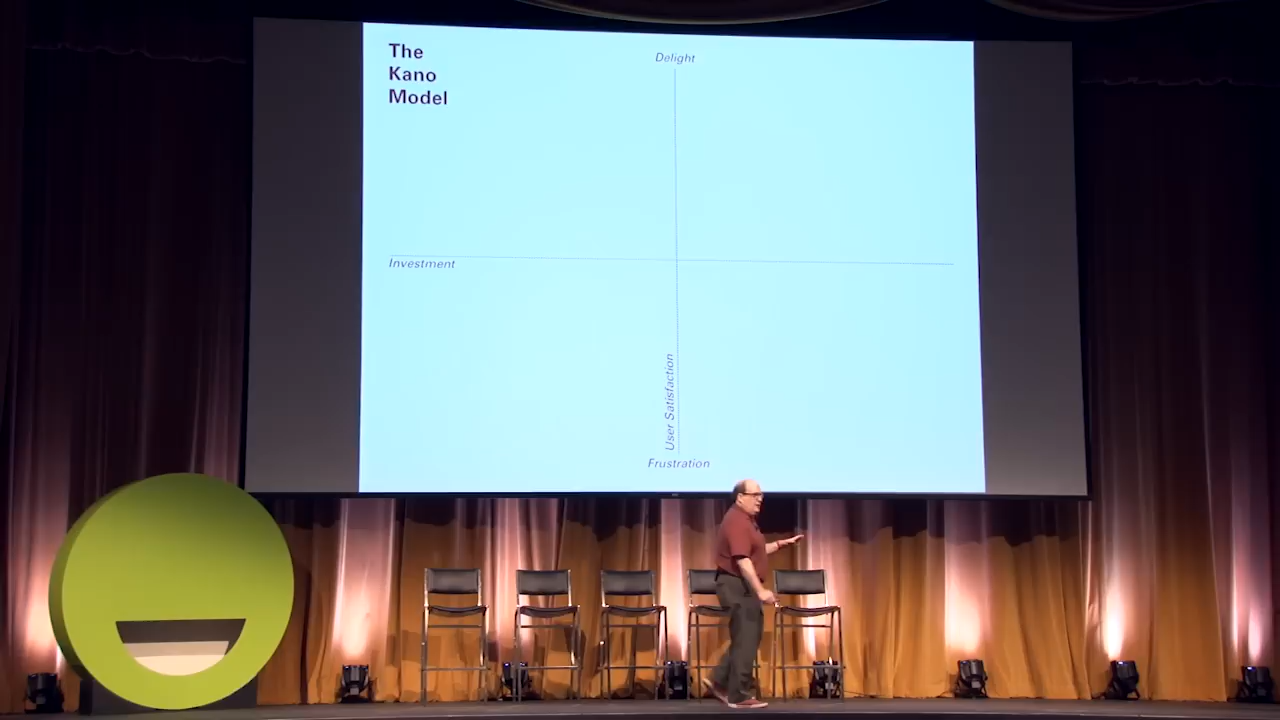 The
Kano
Model
Delight
Investment
User Satisfaction
Frustration